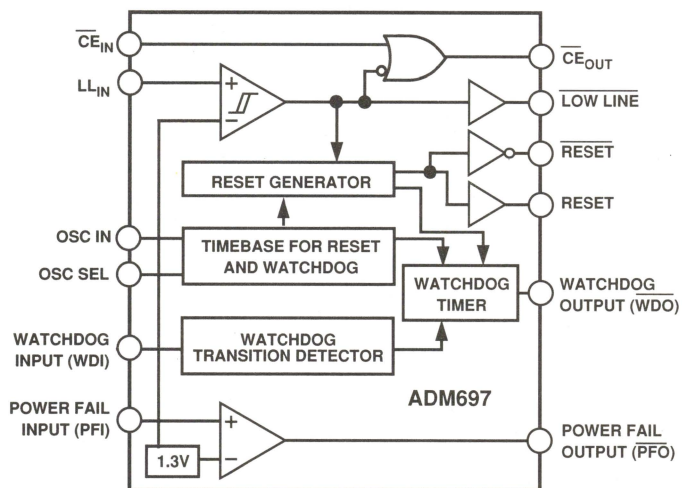 CE_IN
CE_OUT
LL_IN
LOW LINE
RESET
RESET GENERATOR
RESET
OSC IN
OSC SEL
TIMEBASE FOR RESET
AND WATCHDOG
WATCHDOG
TIMER
WATCHDOG
OUTPUT (WDO)
WATCHDOG
INPUT (WDI)
WATCHDOG
TRANSITION DETECTOR
ADM697
POWER FAIL
INPUT (PFI)
1.3V
POWER FAIL
OUTPUT (PFO)